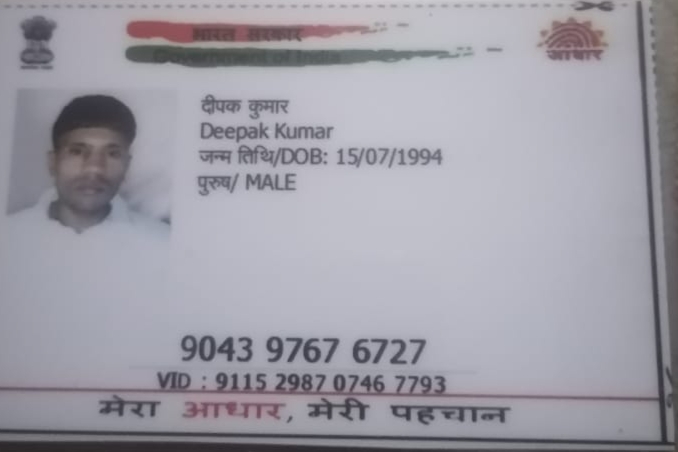 भारत सरकार
Government of India
आधार
दीपक कुमार
Deepak Kumar
जन्म तिथि/DOB: 15/07/1994
पुरुष/ MALE
9043 9767 6727
VID : 9115 2987 0746 7793
मेरा आधार, मेरी पहचान